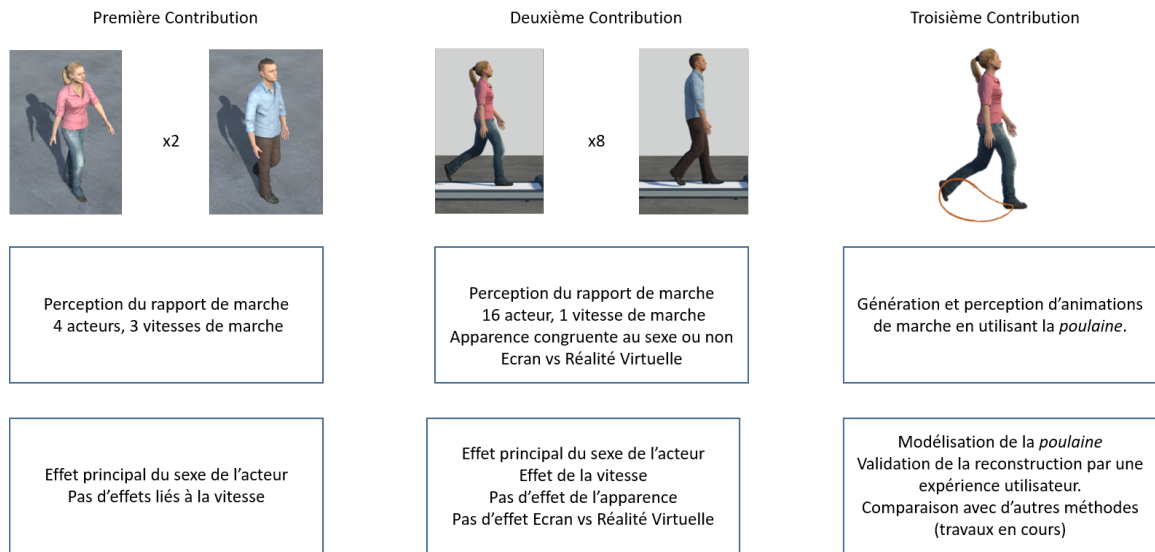 Première Contribution
x2
Perception du rapport de marche
4 acteurs, 3 vitesses de marche
Effet principal du sexe de l'acteur
Pas d'effets liés à la vitesse
Deuxième Contribution
x8
Perception du rapport de marche
16 acteur, 1 vitesse de marche
Apparence congruente au sexe ou non
Ecran vs Réalité Virtuelle
Effet principal du sexe de l'acteur
Effet de la vitesse
Pas d'effet de l'apparence
Pas d'effet Ecran vs Réalité Virtuelle
Troisième Contribution
Génération et perception d'animations
de marche en utilisant la poulaine.
Modélisation de la poulaine
Validation de la reconstruction par une
expérience utilisateur.
Comparaison avec d'autres méthodes
(travaux en cours)